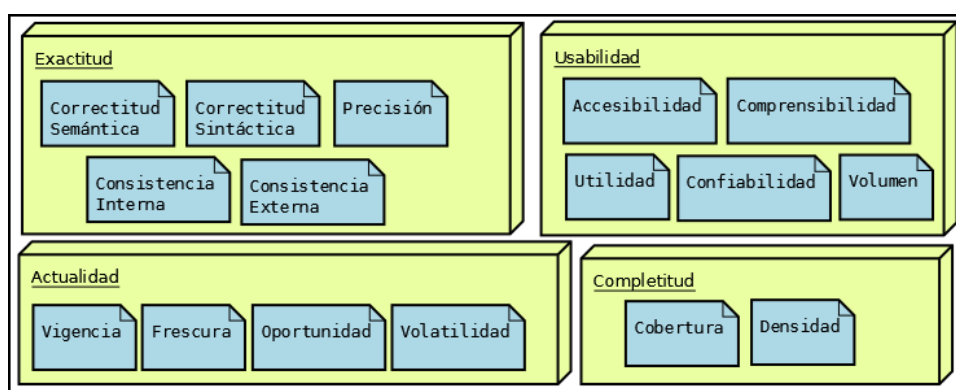 Exactitud
Correctitud
Semántica
Correctitud
Sintáctica
Precisión
Consistencia
Interna
Consistencia
Externa
Usabilidad
Accesibilidad
Comprensibilidad
Utilidad
Confiabilidad
Volumen
Actualidad
Vigencia
Frescura
Oportunidad
Volatilidad
Completitud
Cobertura
Densidad